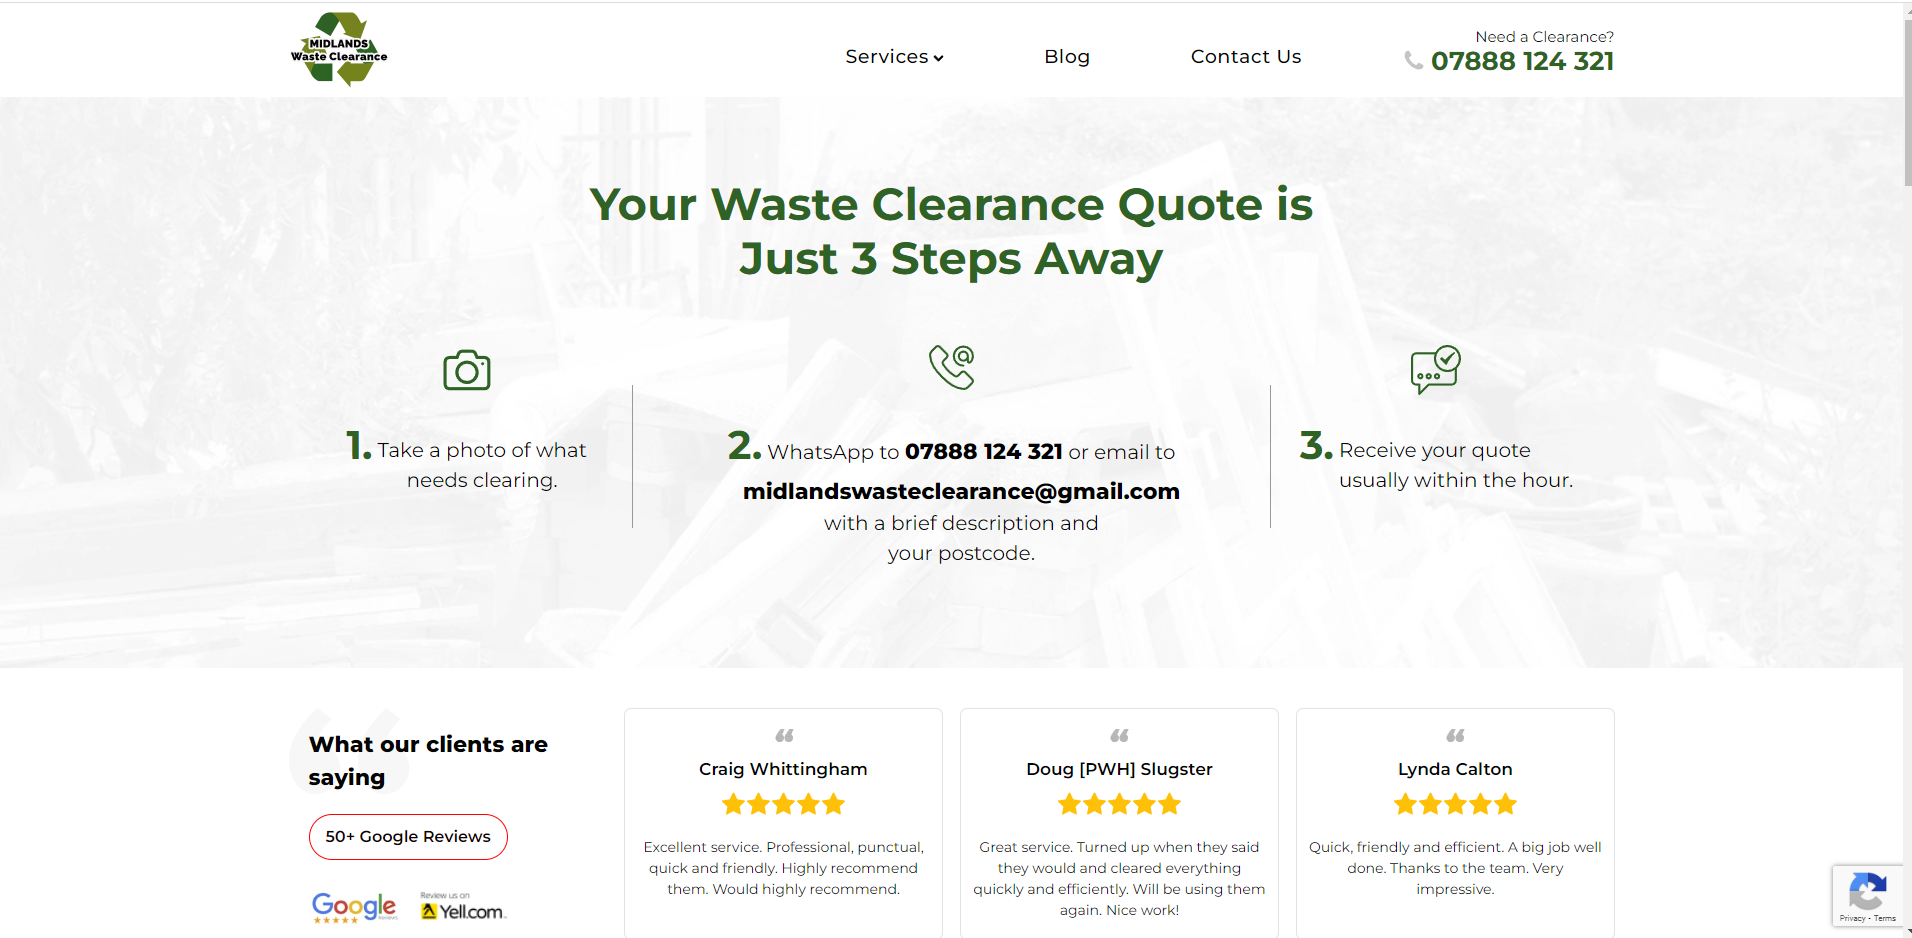 MIDLANDS
Waste Clearance
Services
Blog
Contact Us
Need a Clearance?
07888 124 321
Your Waste Clearance Quote is
Just 3 Steps Away
1. Take a photo of what
needs clearing.
2. WhatsApp to 07888 124 321 or email to
midlandswasteclearance@gmail.com
with a brief description and
your postcode.
3. Receive your quote
usually within the hour.
What our clients are
saying
50+ Google Reviews
Google
Reviews
Review us on
Yell.com
Craig Whittingham
Excellent service. Professional, punctual,
quick and friendly. Highly recommend
them. Would highly recommend.
Doug [PWH] Slugster
Great service. Turned up when they said
they would and cleared everything
quickly and efficiently. Will be using them
again. Nice work!
Lynda Calton
Quick, friendly and efficient. A big job well
done. Thanks to the team. Very
impressive.
Privacy - Terms